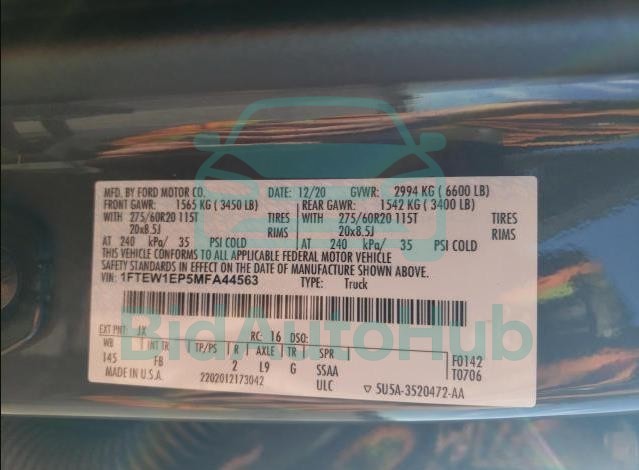 MFD. BY FORD MOTOR CO. 12/20 GVWR: 2994 KG ( 6600 LB)
FRONT GAWR: 1565 KG ( 3450 LB) REAR GAWR: 1542 KG ( 3400 LB)
WITH 275/60R20 115T TIRES WITH 275/60R20 115T TIRES
20x8.5J RIMS 20x8.5J RIMS
AT 240 kPa/ 35 PSI COLD AT 240 kPa/ 35 PSI COLD
THIS VEHICLE CONFORMS TO ALL APPLICABLE FEDERAL MOTOR VEHICLE
SAFETY STANDARDS IN EFFECT ON THE DATE OF MANUFACTURE SHOWN ABOVE.
VIN: 1FTEW1EP5MFA44563 TYPE: Truck
BidAutoHub
EXT PNT: JX RC: 16 DSO:
WB INT TR. TP/PS R AXLE TR SPR F0142
145 FB 2 L9 G SSAA T0706
2202012173042 ULC 5U5A-3520472-AA